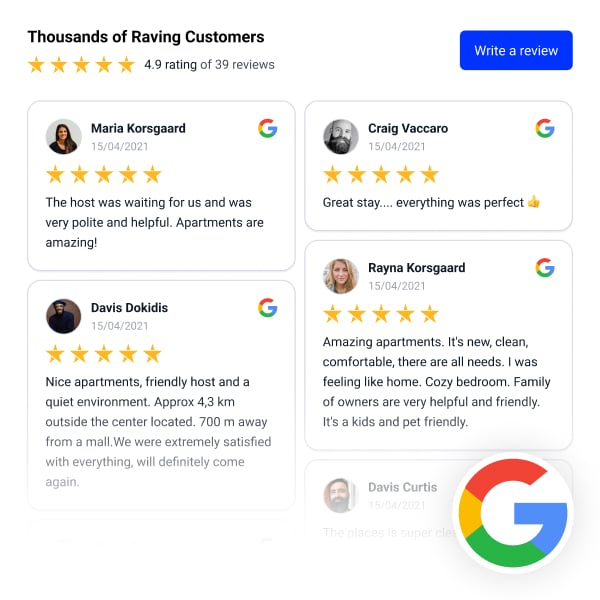 Thousands of Raving Customers
4.9 rating of 39 reviews
Write a review
Maria Korsgaard
15/04/2021
The host was waiting for us and was
very polite and helpful. Apartments are
amazing!
Davis Dokidis
15/04/2021
Nice apartments, friendly host and a
quiet environment. Approx 4,3 km
outside the center located. 700 m away
from a mall.We were extremely satisfied
with everything, will definitely come
again.
Craig Vaccaro
15/04/2021
Great stay.... everything was perfect 👍
Rayna Korsgaard
15/04/2021
Amazing apartments. It's new, clean,
comfortable, there are all needs. I was
feeling like home. Cozy bedroom. Family
of owners are very helpful and friendly.
It's a kids and pet friendly.
Davis Curtis
15/04/2021
The places is super